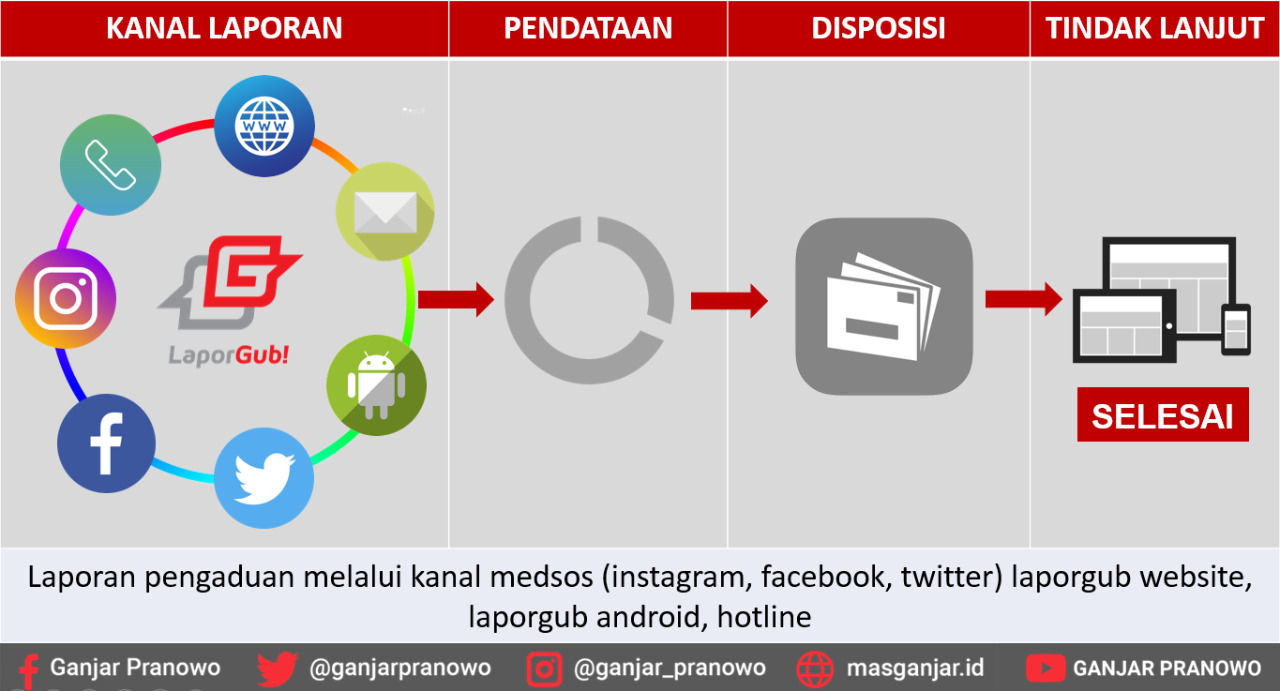 KANAL LAPORAN
PENDATAAN
DISPOSISI
TINDAK LANJUT
WWW
G
LaporGub!
SELESAI
Laporan pengaduan melalui kanal medsos (instagram, facebook, twitter) laporgub website,
laporgub android, hotline
Ganjar Pranowo
@ganjarpranowo
@ganjar_pranowo
masganjar.id
GANJAR PRANOWO